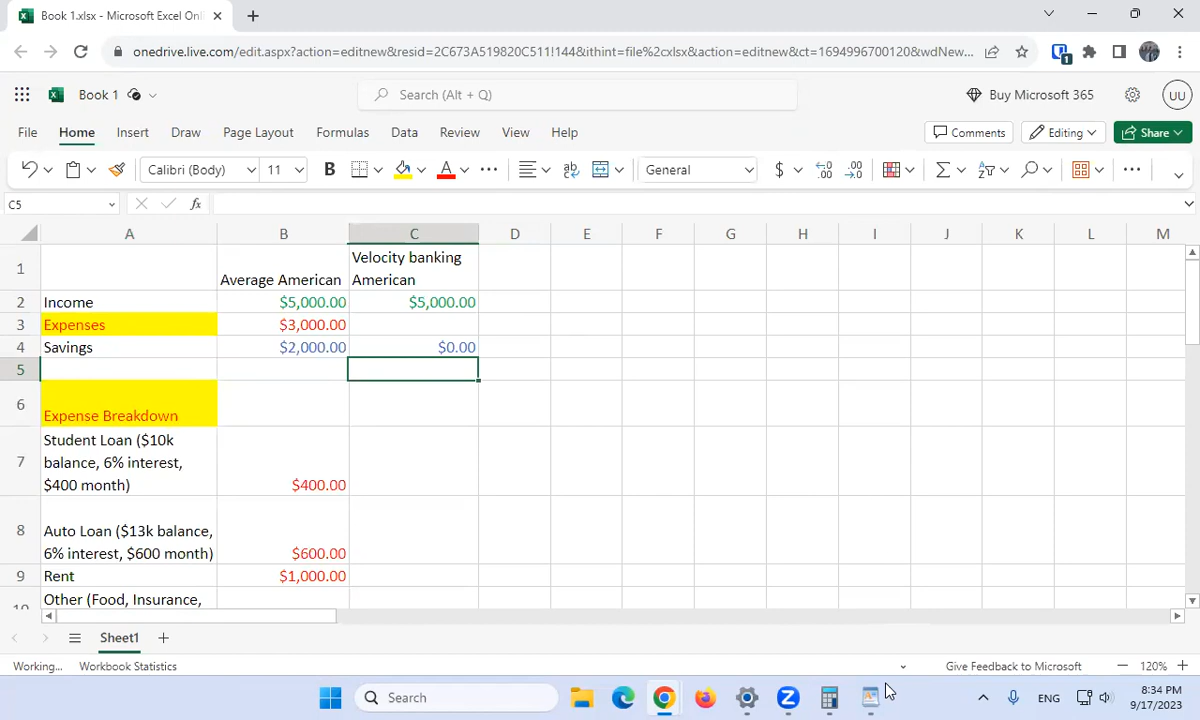 Book 1.xlsx - Microsoft Excel Onli
onedrive.live.com/edit.aspx?action=editnew&resid=2C673A519820C511!144&ithint=file%2cxlsx&action=editnew&ct=1694996700120&wdNew...
1
Book 1
Search (Alt + Q)
Buy Microsoft 365
UU
File Home Insert Draw Page Layout Formulas Data Review View Help
Comments Editing Share
Calibri (Body) 11 B A General $
C5 fx
A B C D E F G H I J K L M
Velocity banking
1 Average American American
2 Income $5,000.00 $5,000.00
3 Expenses $3,000.00
4 Savings $2,000.00 $0.00
5
6 Expense Breakdown
Student Loan ($10k
7 balance, 6% interest,
$400 month) $400.00
8 Auto Loan ($13k balance,
6% interest, $600 month) $600.00
9 Rent $1,000.00
10 Other (Food, Insurance,
Sheet1
Working... Workbook Statistics Give Feedback to Microsoft 120%
Search
ENG
8:34 PM
9/17/2023